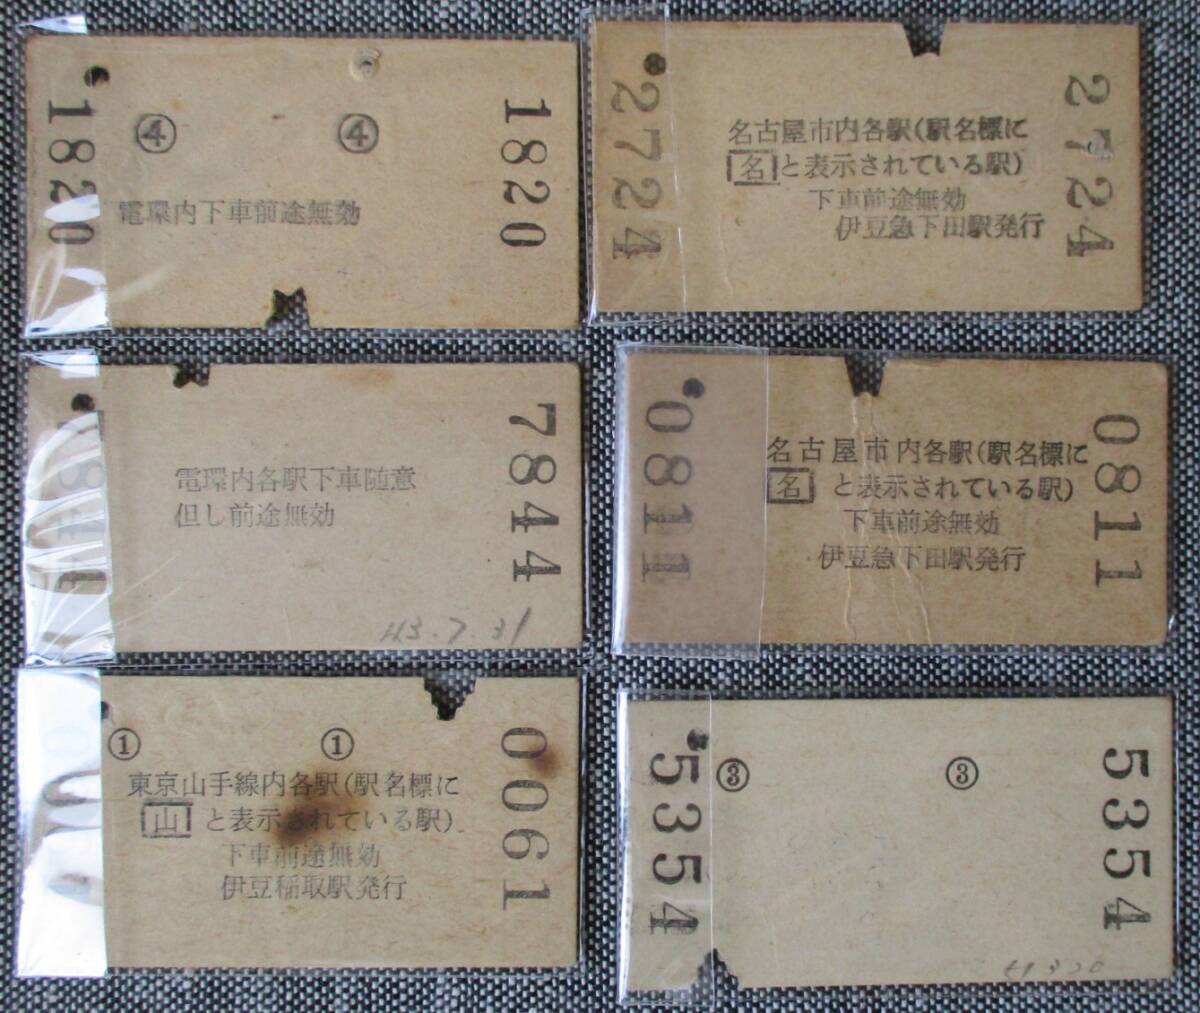 1820
④ ④
電環内下車前途無効
1820
2724
名古屋市内各駅(駅名標に
名と表示されている駅)
下車前途無効
伊豆急下田駅発行
2724
電環内各駅下車随意
但し前途無効
7844
43.7.31
0811
名古屋市内各駅(駅名標に
名 と表示されている駅)
下車前途無効
伊豆急下田駅発行
0811
① ①
東京山手線内各駅(駅名標に
山 と表示されている駅)
下車前途無効
伊豆稲取駅発行
0061
5354
③ ③
5354